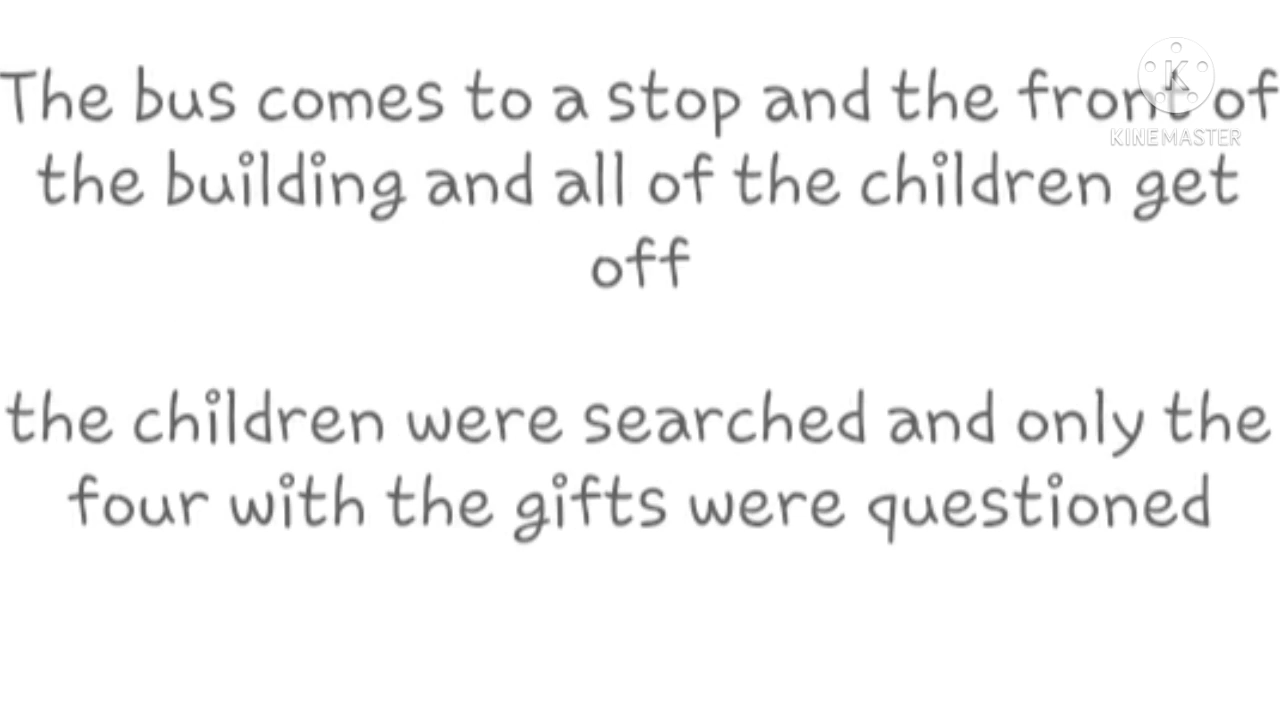 The bus comes to a stop and the front of
the building and all of the children get
off
the children were searched and only the
four with the gifts were questioned
K
KINEMASTER